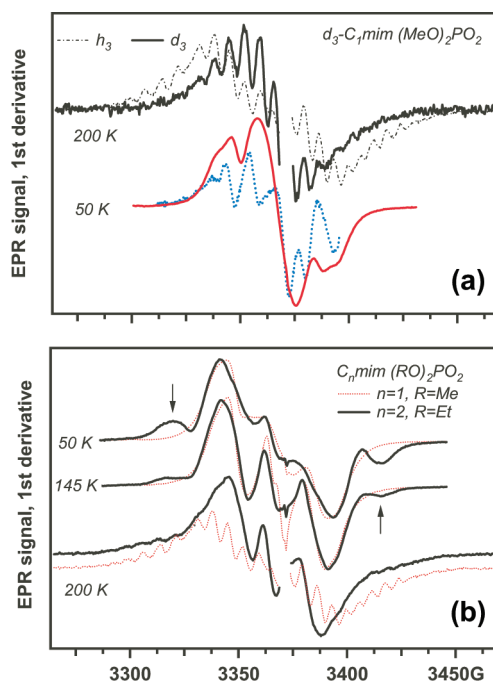 h₃ d₃ d₃-C₁mim (MeO)₂PO₂
200 K
50 K
EPR signal, 1st derivative
(a)
CₙmIm (RO)₂PO₂
n=1, R=Me
n=2, R=Et
50 K
145 K
200 K
EPR signal, 1st derivative
(b)
3300 3350 3400 3450G